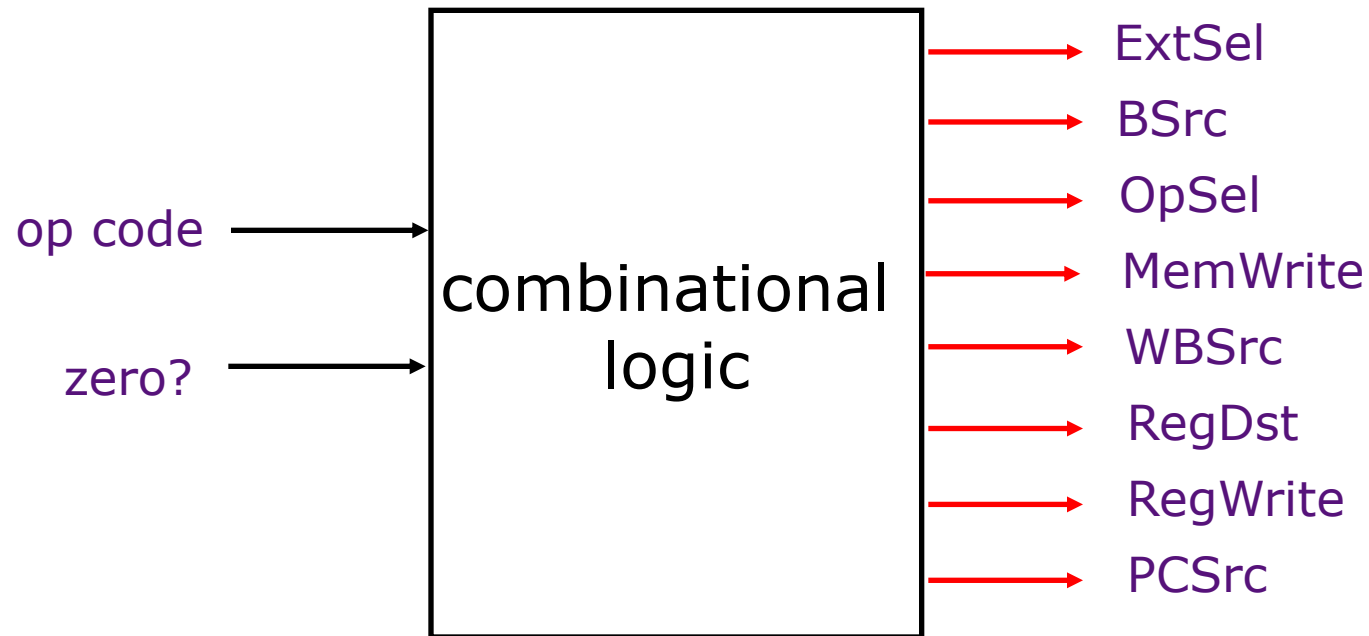 op code
zero?
combinational
logic
ExtSel
BSrc
OpSel
MemWrite
WBSrc
RegDst
RegWrite
PCSrc